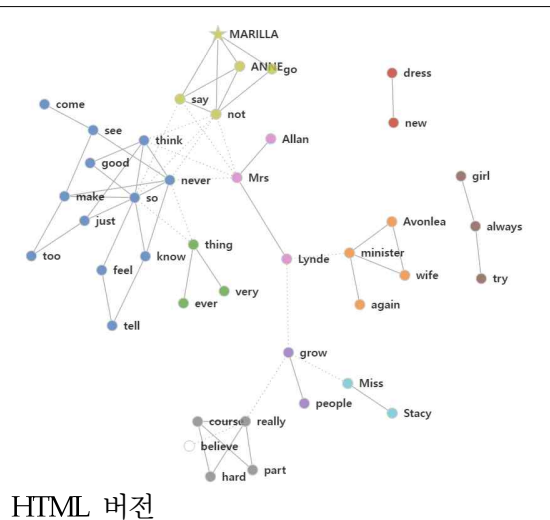 MARILLA
ANNE
go
dress
say
come
not
new
see
think
Allan
good
never
Mrs
girl
make
so
just
Avonlea
always
thing
too
know
Lynde
minister
feel
wife
try
very
ever
again
tell
grow
Miss
people
Stacy
course
really
believe
hard
part
HTML 버전